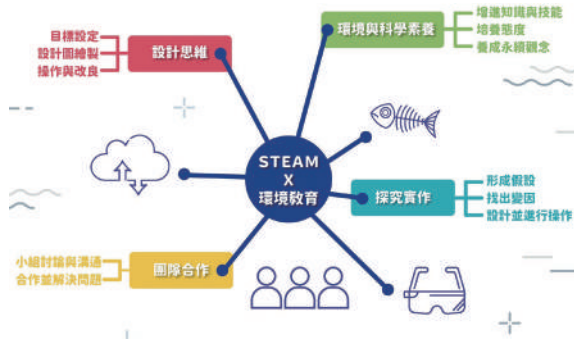 目標設定
設計圖繪製
操作與改良
設計思維
環境與科學素養
增進知識與技能
培養態度
養成永續觀念
STEAM
X
環境教育
探究實作
形成假設
找出變因
設計並進行操作
小組討論與溝通
合作並解決問題
團隊合作